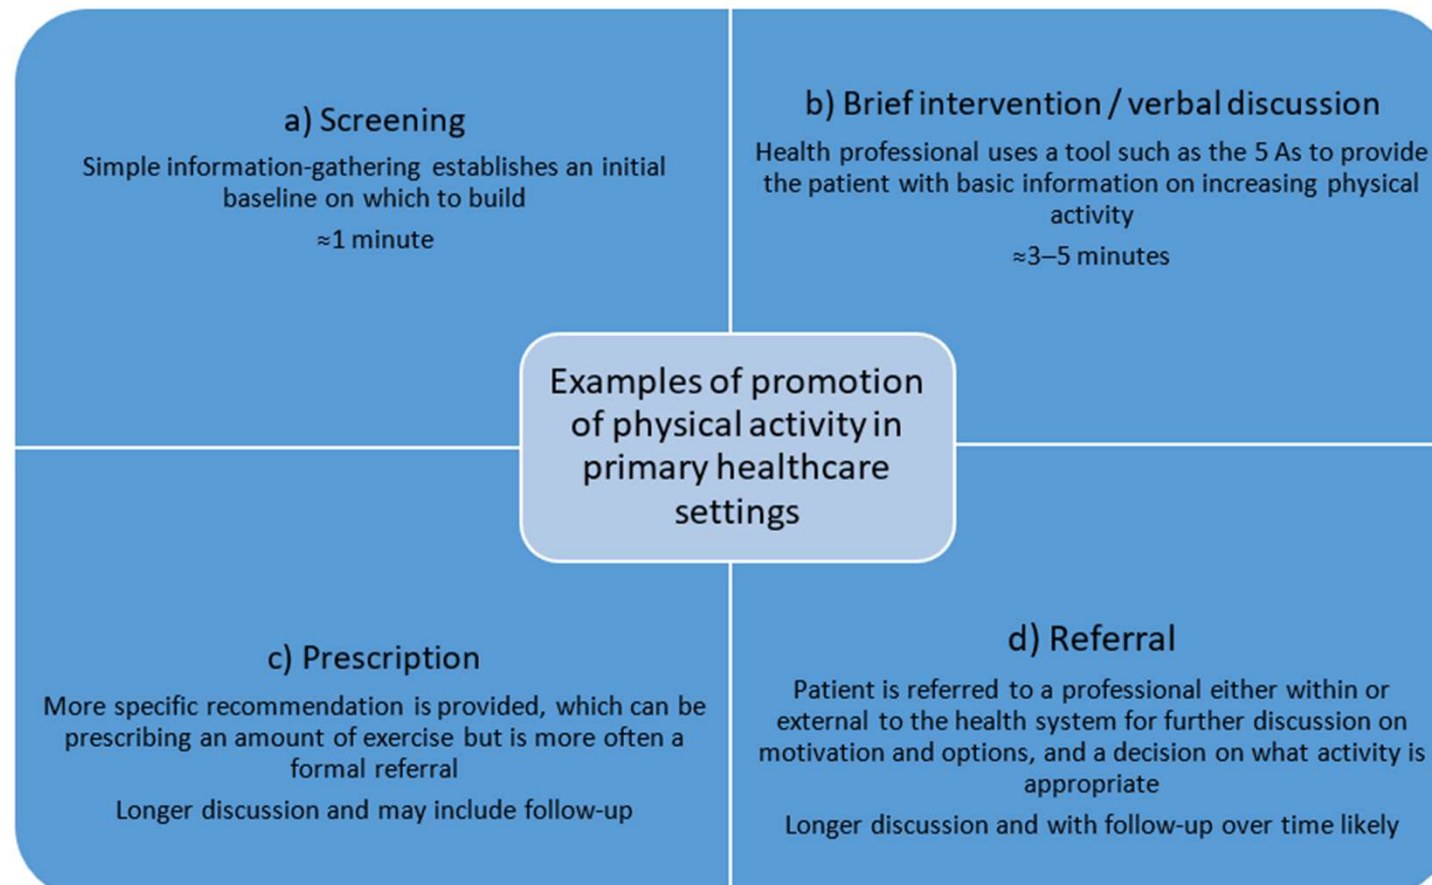 a) Screening
Simple information-gathering establishes an initial
baseline on which to build
≈1 minute
b) Brief intervention / verbal discussion
Health professional uses a tool such as the 5 As to provide
the patient with basic information on increasing physical
activity
≈3–5 minutes
Examples of promotion
of physical activity in
primary healthcare
settings
c) Prescription
More specific recommendation is provided, which can be
prescribing an amount of exercise but is more often a
formal referral
Longer discussion and may include follow-up
d) Referral
Patient is referred to a professional either within or
external to the health system for further discussion on
motivation and options, and a decision on what activity is
appropriate
Longer discussion and with follow-up over time likely